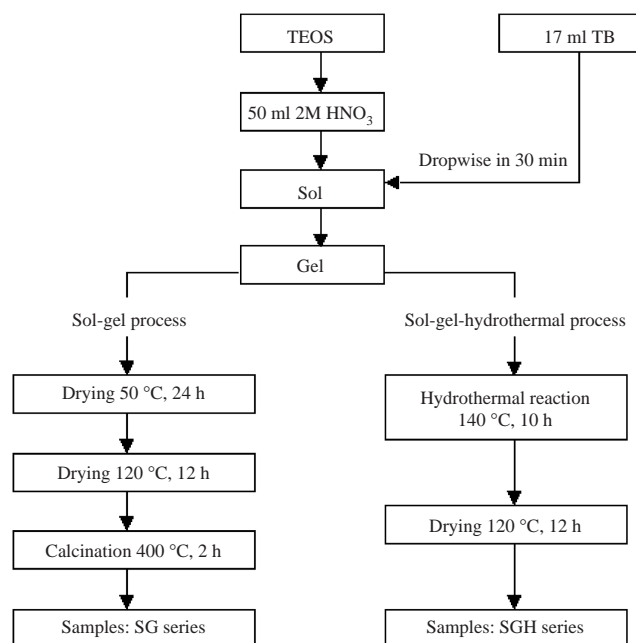 TEOS
17 ml TB
50 ml 2M HNO₃
Dropwise in 30 min
Sol
Gel
Sol-gel process
Sol-gel-hydrothermal process
Drying 50 °C, 24 h
Hydrothermal reaction
140 °C, 10 h
Drying 120 °C, 12 h
Drying 120 °C, 12 h
Calcination 400 °C, 2 h
Samples: SG series
Samples: SGH series